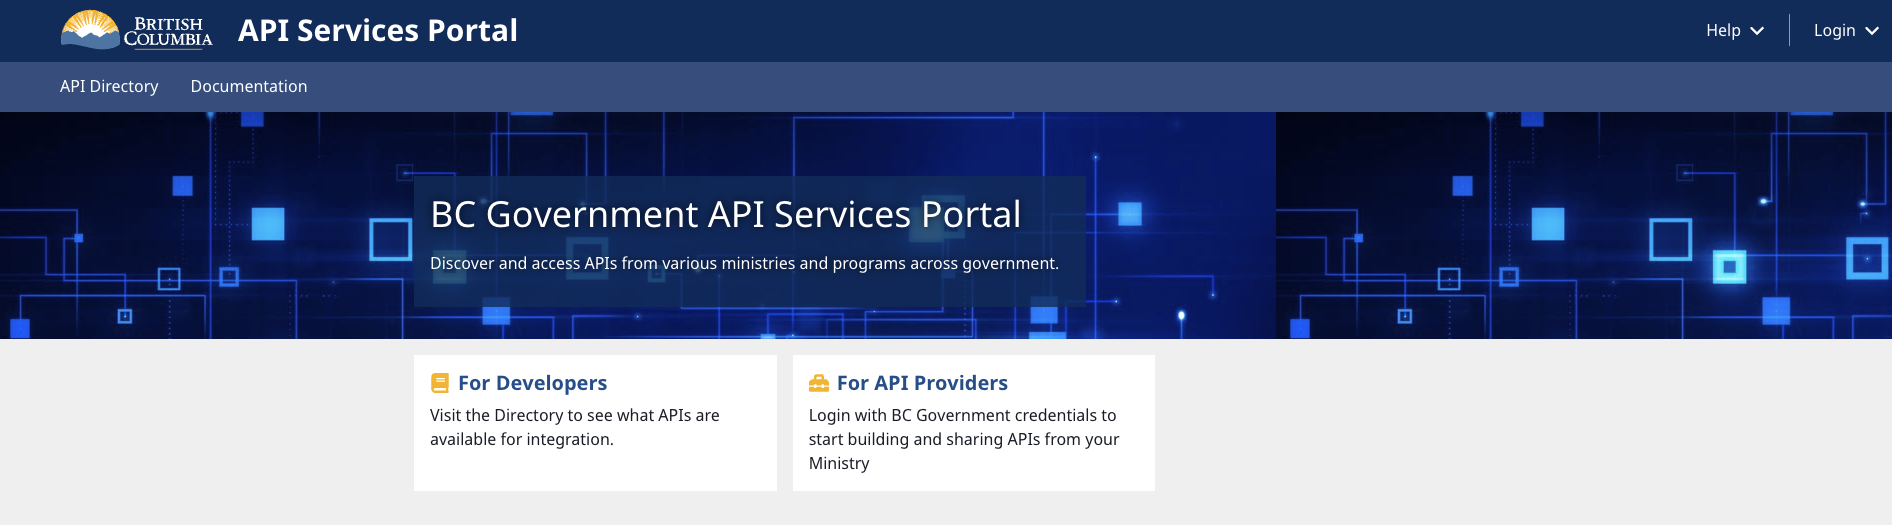 BRITISH
COLUMBIA
API Services Portal
Help
Login
API Directory
Documentation
BC Government API Services Portal
Discover and access APIs from various ministries and programs across government.
For Developers
Visit the Directory to see what APIs are
available for integration.
For API Providers
Login with BC Government credentials to
start building and sharing APIs from your
Ministry